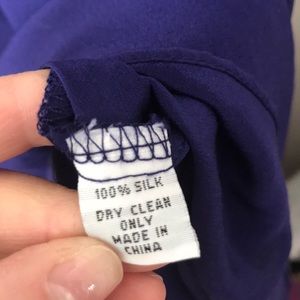 100% SILK
DRY CLEAN
ONLY
MADE IN
CHINA